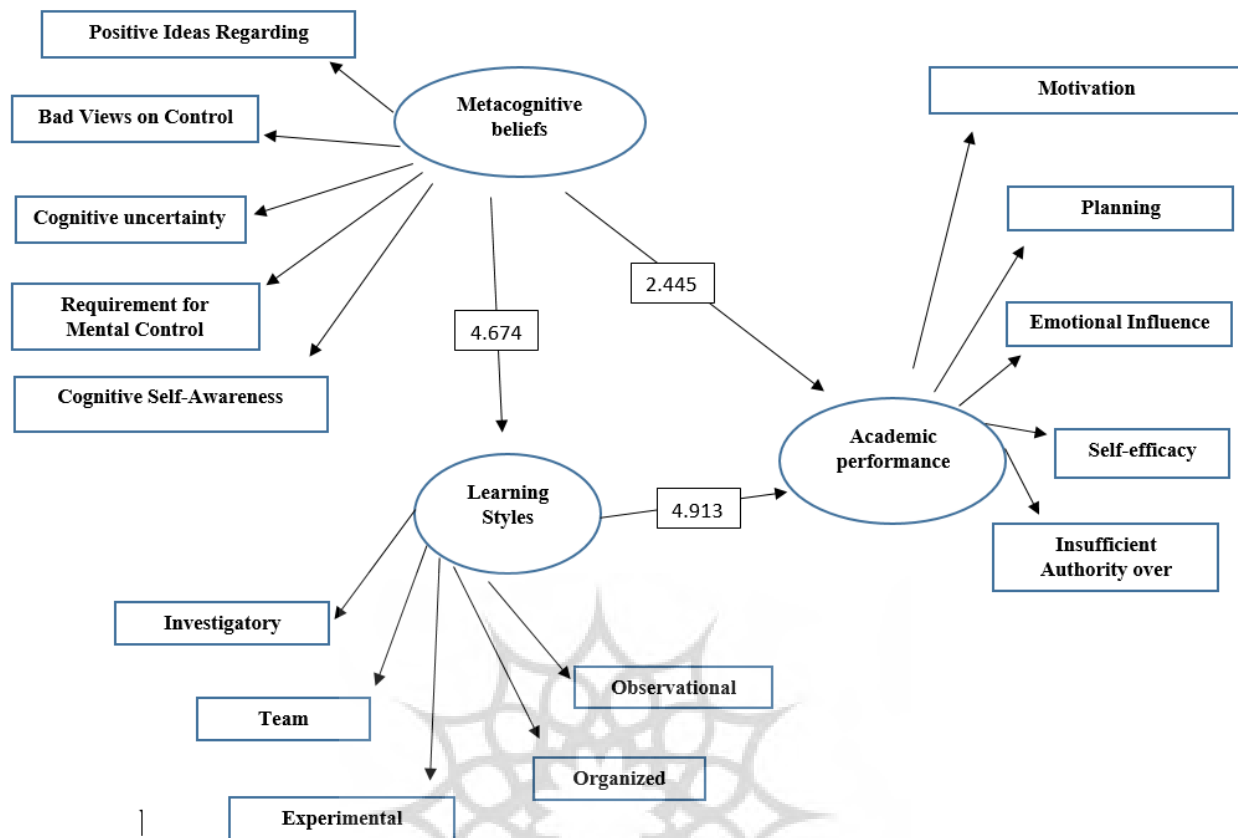 Positive Ideas Regarding
Bad Views on Control
Cognitive uncertainty
Requirement for
Mental Control
Cognitive Self-Awareness
Metacognitive
beliefs
4.674
2.445
Motivation
Planning
Emotional Influence
Self-efficacy
Insufficient
Authority over
Academic
performance
Learning
Styles
4.913
Investigatory
Team
Experimental
Organized
Observational